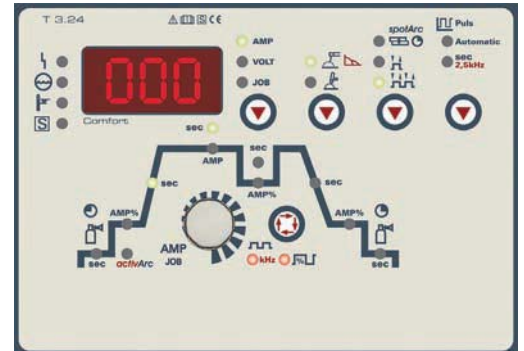 T 3.24
CE
spotArc
Puls
AMP
VOLT
JOB
Automatic
sec
2,5kHz
000
S
Comfort
sec
AMP
sec
AMP%
sec
sec
AMP%
AMP%
sec
activArc
AMP
JOB
kHz
%
sec